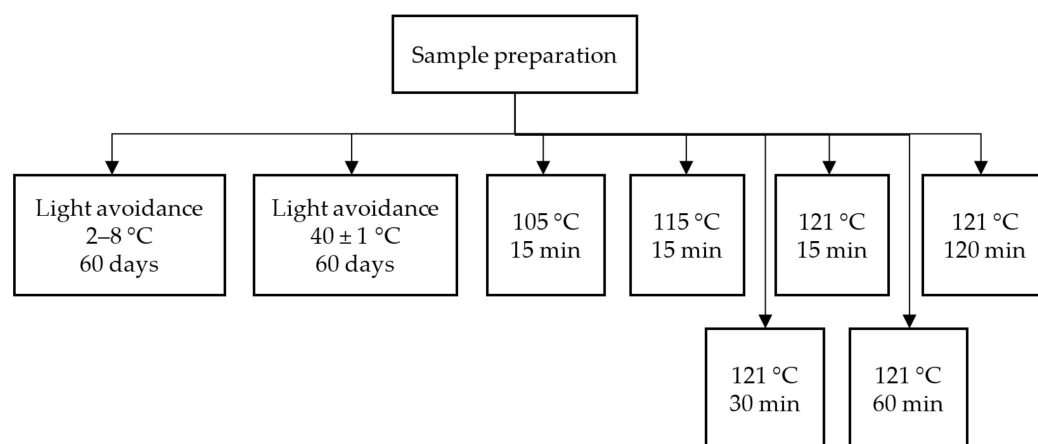 Sample preparation
Light avoidance
2–8 °C
60 days
Light avoidance
40 ± 1 °C
60 days
105 °C
15 min
115 °C
15 min
121 °C
15 min
121 °C
120 min
121 °C
30 min
121 °C
60 min